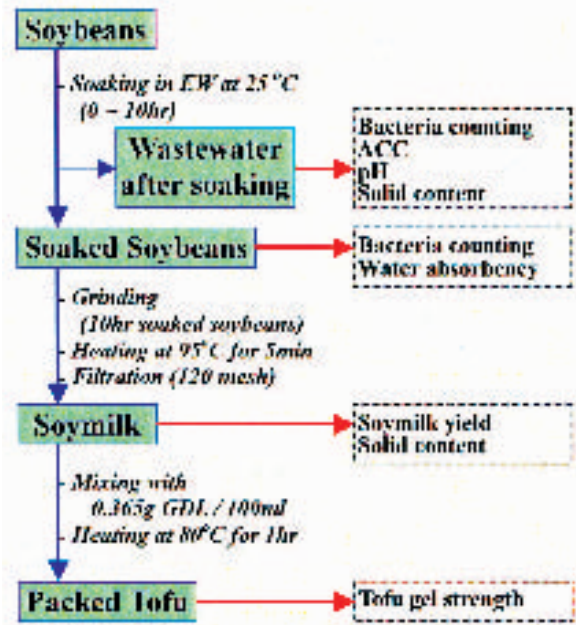 Soybeans
- Soaking in EW at 25°C
(0 – 10hr)
Wastewater
after soaking
Bacteria counting
ACC
pH
Solid content
Soaked Soybeans
Bacteria counting
Water absorbency
- Grinding
(10hr soaked soybeans)
- Heating at 95°C for 5min
- Filtration (120 mesh)
Soymilk
Soymilk yield
Solid content
- Mixing with
0.365g GDL / 100ml
- Heating at 80°C for 1hr
Packed Tofu
Tofu gel strength